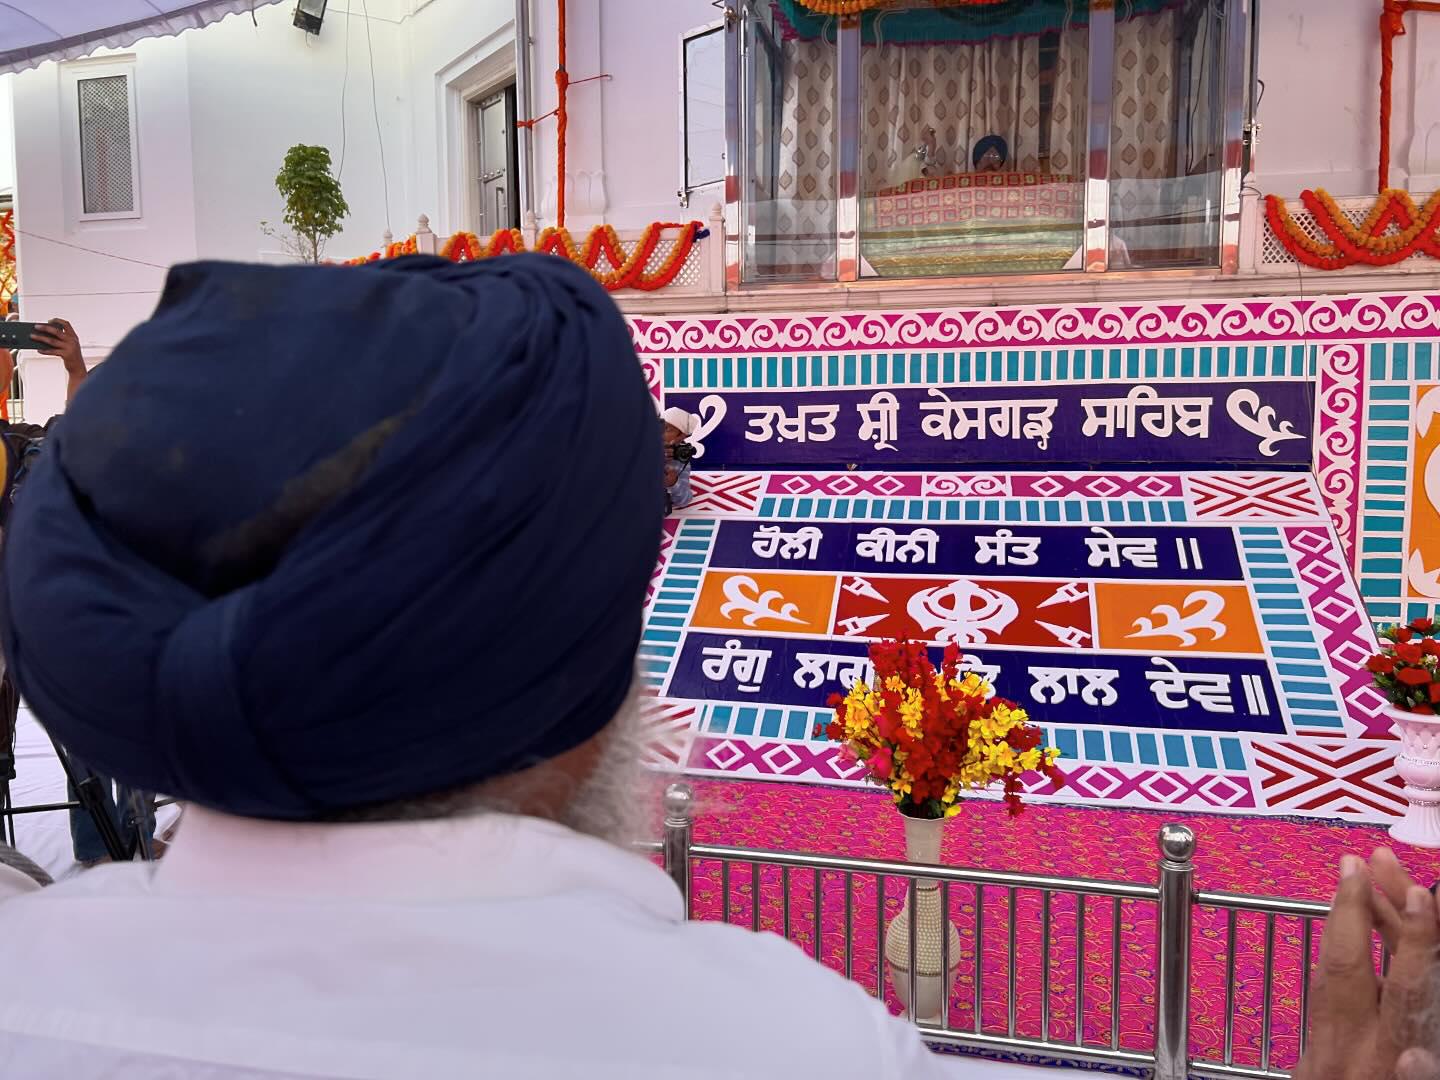 ਤਖ਼ਤ ਸ਼੍ਰੀ ਕੇਸਗੜ੍ਹ ਸਾਹਿਬ
ਹੋਲੀ ਕੀਨੀ ਸੰਤ ਸੇਵ ॥
ਰੰਗੁ ਲਾਗਾ ਲਾਲ ਦੇਵ ॥